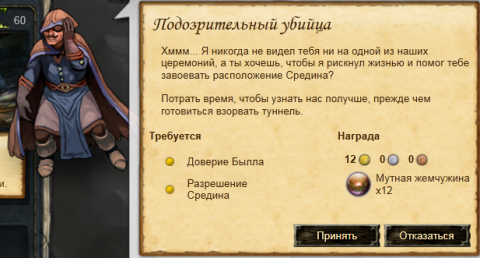 60
Подозрительный убийца
Хммм... Я никогда не видел тебя ни на одной из наших
церемоний, а ты хочешь, чтобы я рискнул жизнью и помог тебе
завоевать расположение Средина?
Потрать время, чтобы узнать нас получше, прежде чем
готовиться взорвать туннель.
Требуется
Доверие Былла
Разрешение
Средина
Награда
12 0 0
Мутная жемчужина
x12
и.
Принять
Отказаться